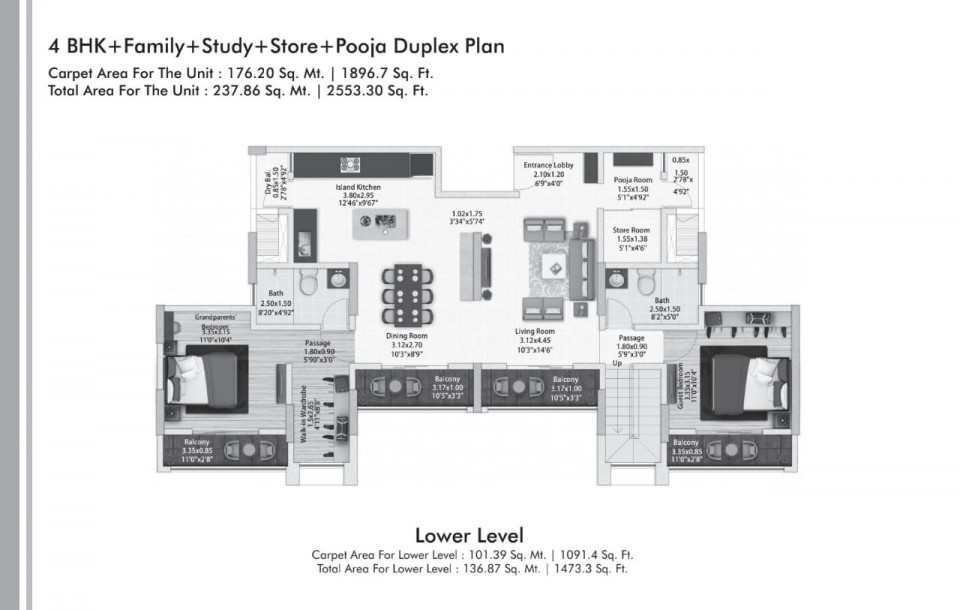 4 BHK+Family+Study+Store+Pooja Duplex Plan
Carpet Area For The Unit : 176.20 Sq. Mt. | 1896.7 Sq. Ft.
Total Area For The Unit : 237.86 Sq. Mt. | 2553.30 Sq. Ft.
Dry Bal.
0.85x1.50
2'78"x4'92"
Island Kitchen
3.80x2.95
12'46"x9'67"
Entrance Lobby
2.10x1.20
6'9"x4'0"
Pooja Room
1.55x1.50
5'1"x4'92"
0.85x
1.50
2'78"x
4'92"
1.02x1.75
3'34"x5'74"
Store Room
1.55x1.38
5'1"x4'6"
Bath
2.50x1.50
8'20"x4'92"
Bath
2.50x1.50
8'2"x5'0"
Grandparents'
Bedroom
3.35x3.15
11'0"x10'4"
Passage
1.80x0.90
5'90"x3'0"
Dining Room
3.12x2.70
10'3"x8'9"
Living Room
3.12x4.45
10'3"x14'6"
Passage
1.80x0.90
5'9"x3'0"
Up
Guest Bedroom
3.35x3.15
11'0"x10'4"
Balcony
3.17x1.00
10'5"x3'3"
Balcony
3.17x1.00
10'5"x3'3"
Walk-in Wardrobe
1.5x2.65
4'11"x8'8"
Balcony
3.35x0.85
11'0"x2'8"
Balcony
3.35x0.85
11'0"x2'8"
Lower Level
Carpet Area For Lower Level : 101.39 Sq. Mt. | 1091.4 Sq. Ft.
Total Area For Lower Level : 136.87 Sq. Mt. | 1473.3 Sq. Ft.